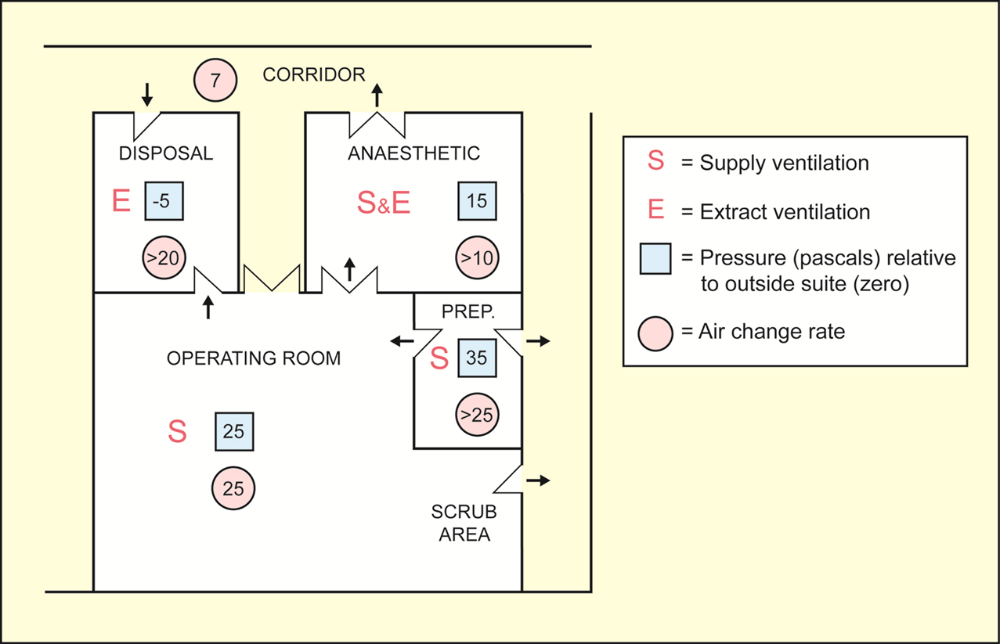 7
CORRIDOR
DISPOSAL
E
-5
>20
ANAESTHETIC
S&E
15
>10
PREP.
S
35
>25
OPERATING ROOM
S
25
25
SCRUB
AREA
S = Supply ventilation
E = Extract ventilation
= Pressure (pascals) relative
to outside suite (zero)
= Air change rate